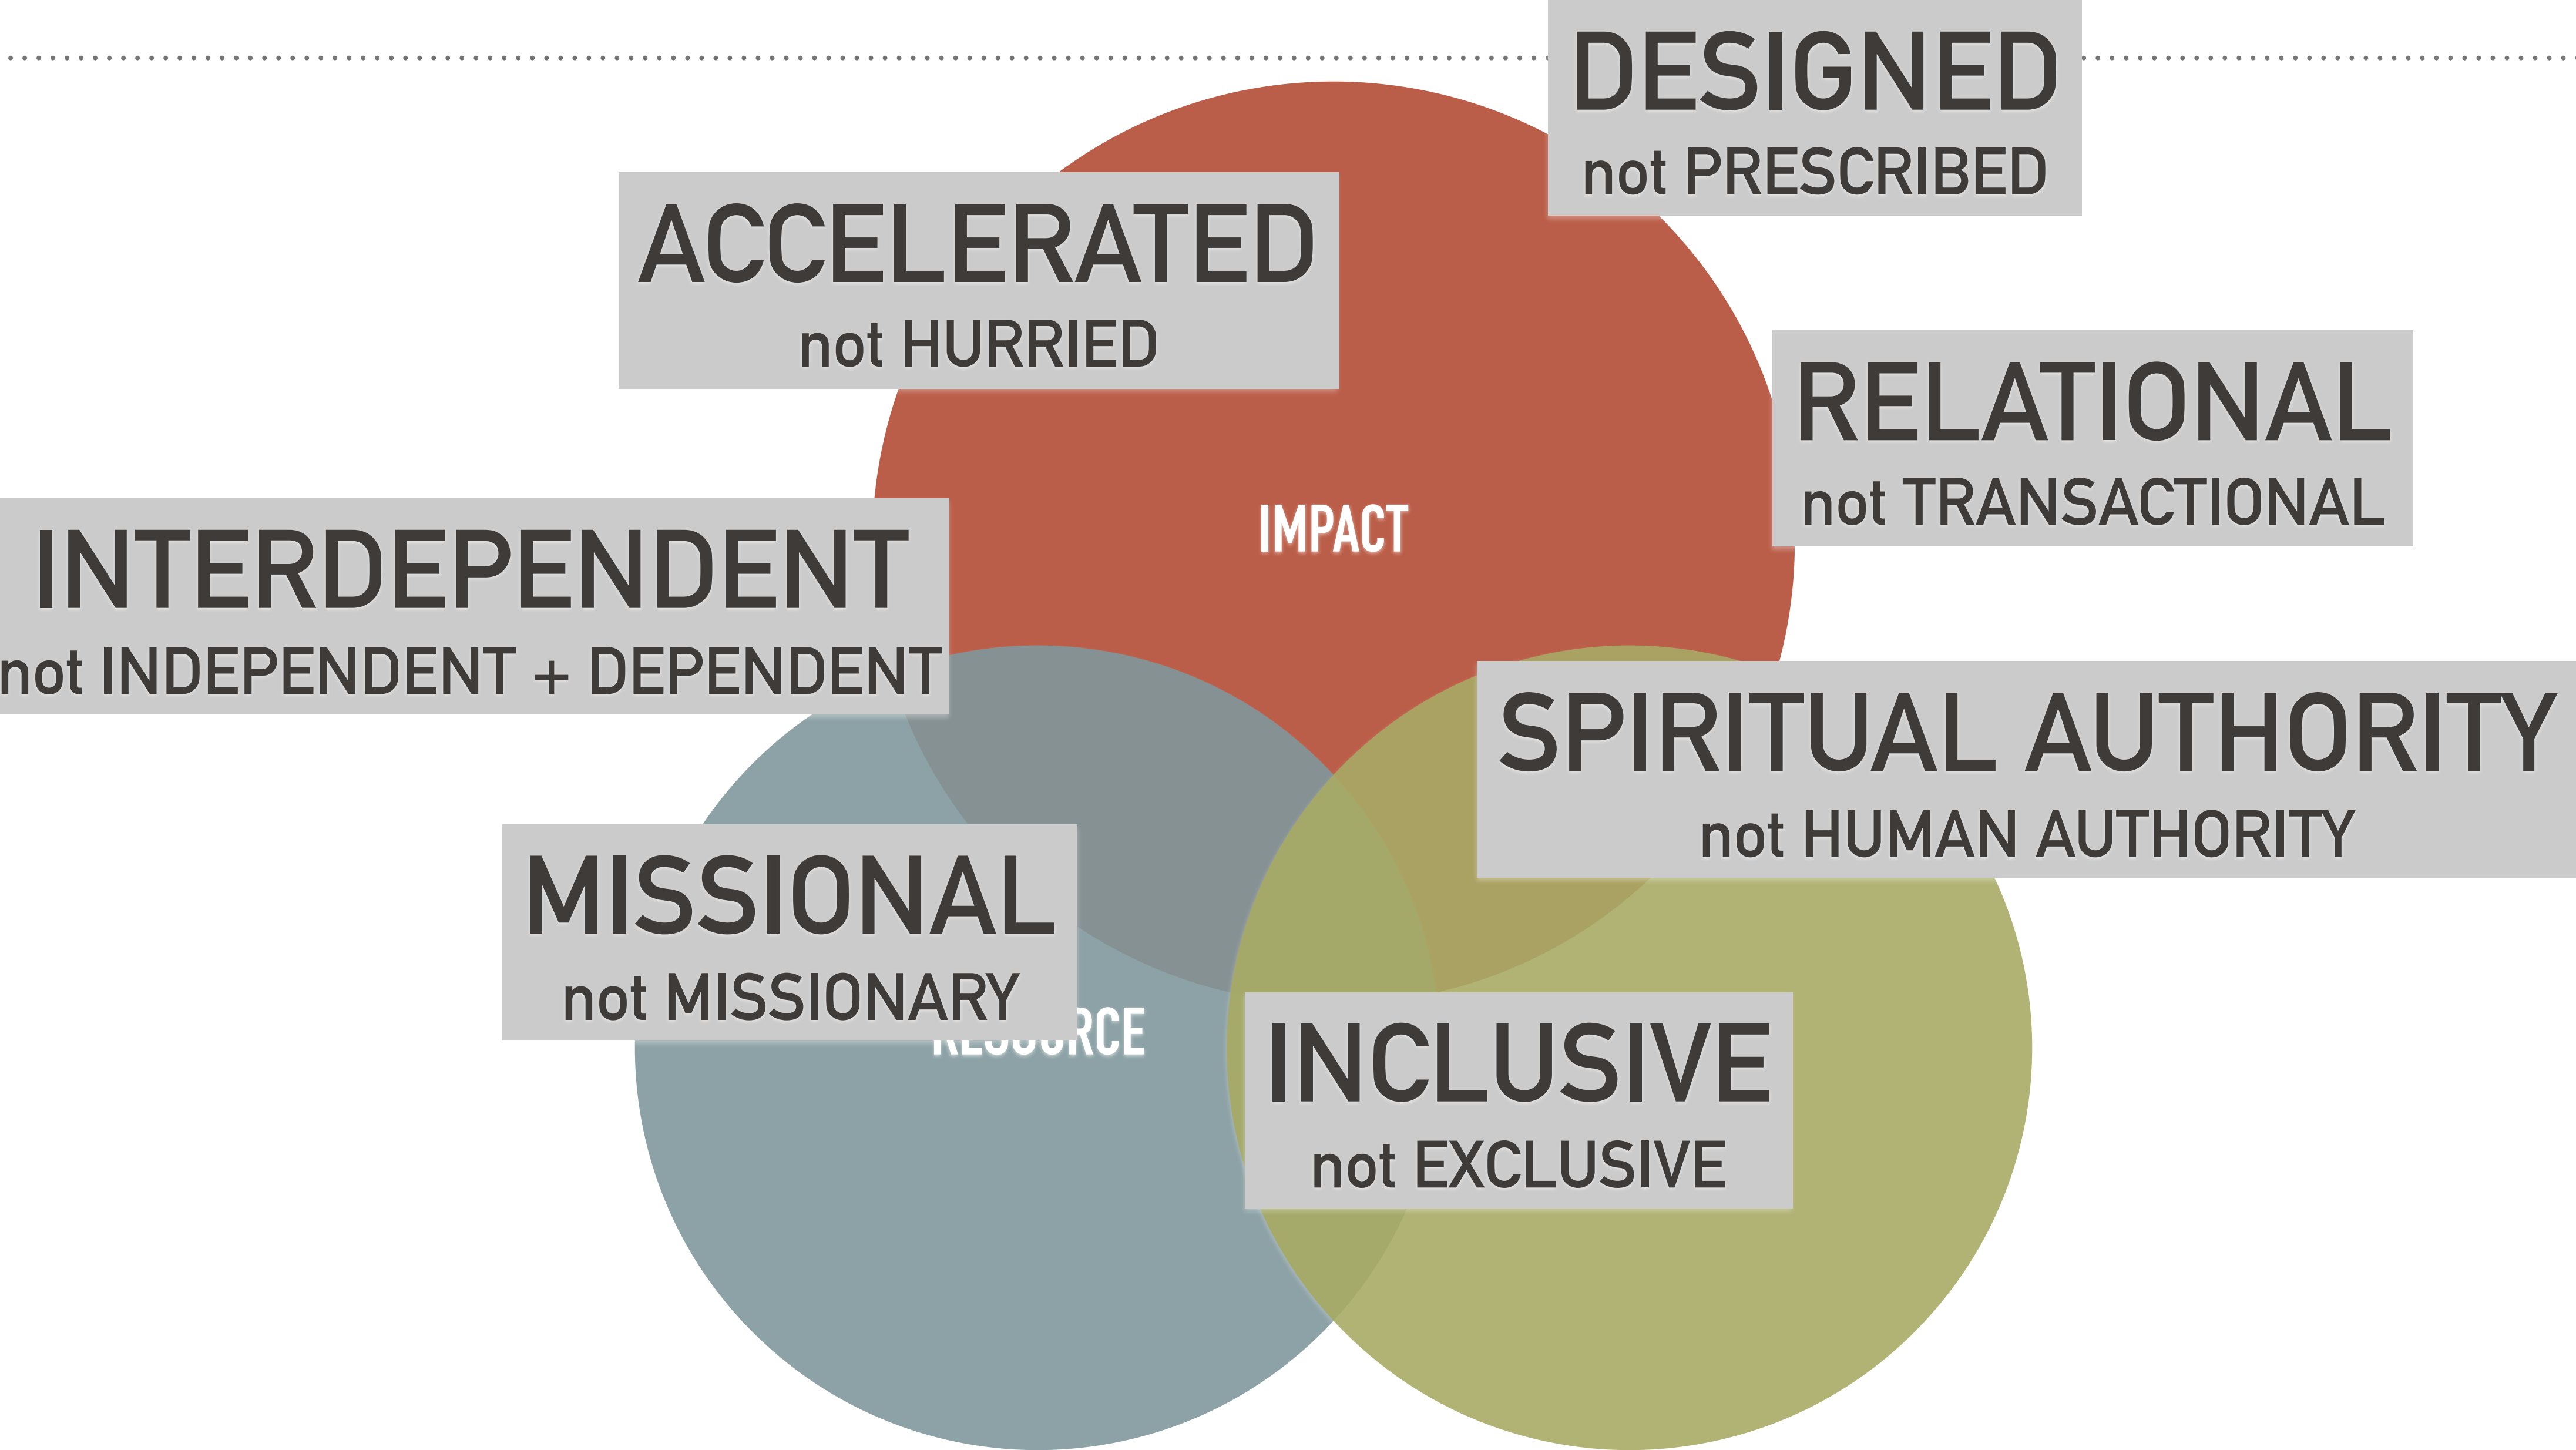 DESIGNED
not PRESCRIBED
ACCELERATED
not HURRIED
RELATIONAL
not TRANSACTIONAL
IMPACT
INTERDEPENDENT
not INDEPENDENT + DEPENDENT
SPIRITUAL AUTHORITY
not HUMAN AUTHORITY
MISSIONAL
not MISSIONARY
RESOURCE
INCLUSIVE
not EXCLUSIVE